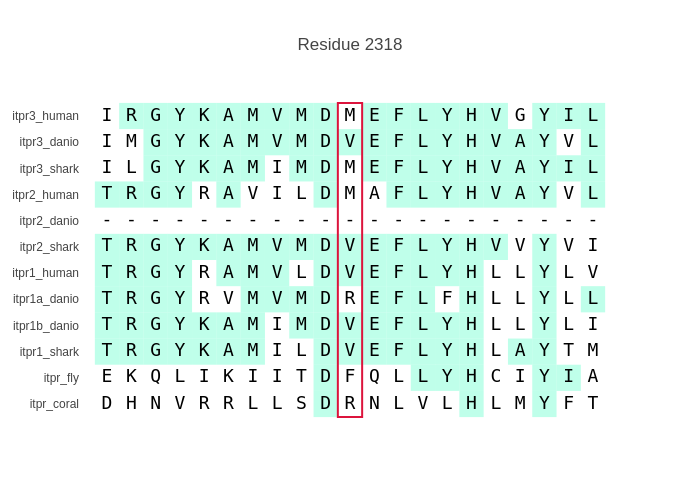 Residue 2318
itpr3_human I R G Y K A M V M D M E F L Y H V G Y I L
itpr3_danio I M G Y K A M V M D V E F L Y H V A Y V L
itpr3_shark I L G Y K A M I M D M E F L Y H V A Y I L
itpr2_human T R G Y R A V I L D M A F L Y H V A Y V L
itpr2_danio - - - - - - - - - - - - - - - - - - - - -
itpr2_shark T R G Y K A M V M D V E F L Y H V V Y V I
itpr1_human T R G Y R A M V L D V E F L Y H L L Y L V
itpr1a_danio T R G Y R V M V M D R E F L F H L L Y L L
itpr1b_danio T R G Y K A M I M D V E F L Y H L L Y L I
itpr1_shark T R G Y K A M I L D V E F L Y H L A Y T M
itpr_fly E K Q L I K I I T D F Q L L Y H C I Y I A
itpr_coral D H N V R R L L S D R N L V L H L M Y F T